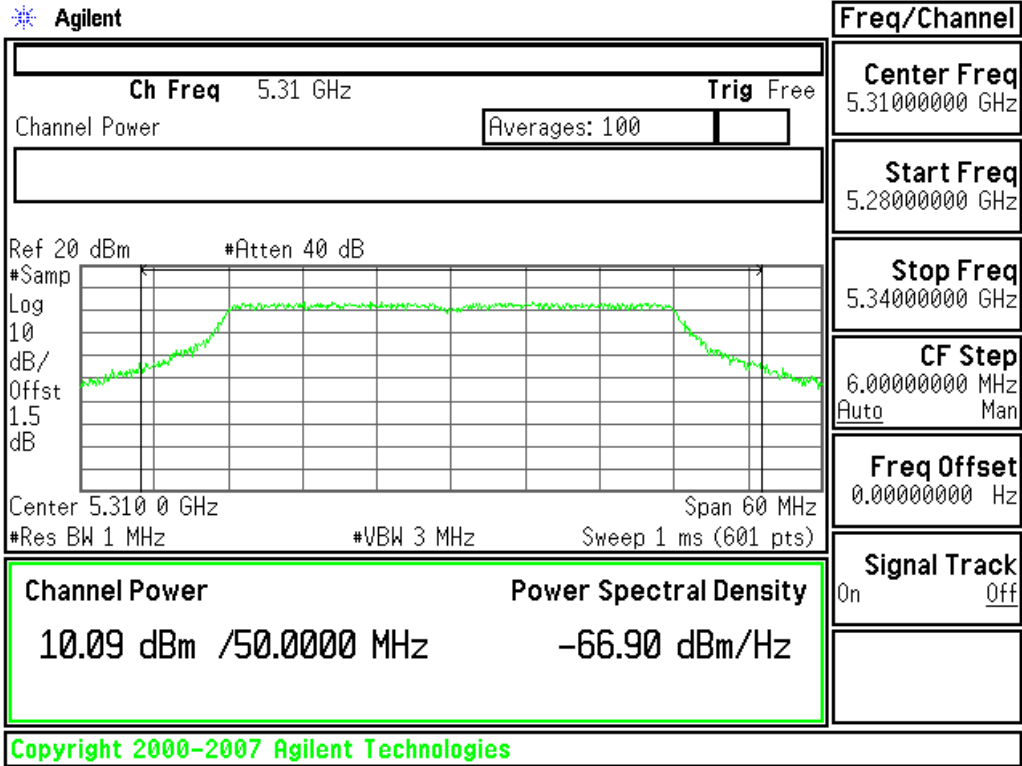 Agilent
Freq/Channel
Ch Freq 5.31 GHz Trig Free
Channel Power Averages: 100
Ref 20 dBm #Atten 40 dB
#Samp
Log
10
dB/
Offst
1.5
dB
Center 5.310 0 GHz Span 60 MHz
#Res BW 1 MHz #VBW 3 MHz Sweep 1 ms (601 pts)
Channel Power Power Spectral Density
10.09 dBm /50.0000 MHz -66.90 dBm/Hz
Center Freq
5.31000000 GHz
Start Freq
5.28000000 GHz
Stop Freq
5.34000000 GHz
CF Step
6.00000000 MHz
Auto Man
Freq Offset
0.00000000 Hz
Signal Track
On Off
Copyright 2000-2007 Agilent Technologies